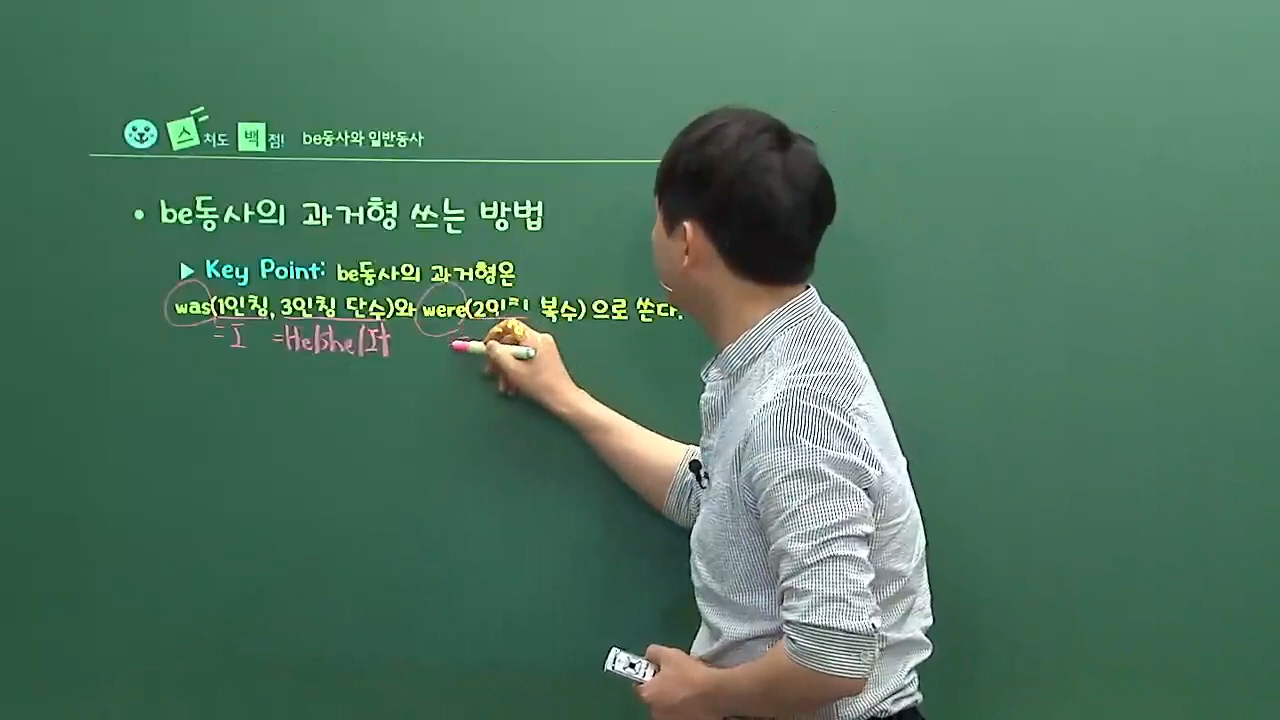 스쳐도 백점! be동사와 일반동사
• be동사의 과거형 쓰는 방법
▶ Key Point: be동사의 과거형은
was(1인칭, 3인칭 단수)와 were(2인칭 복수) 으로 쓴다.
= I = He/she/It